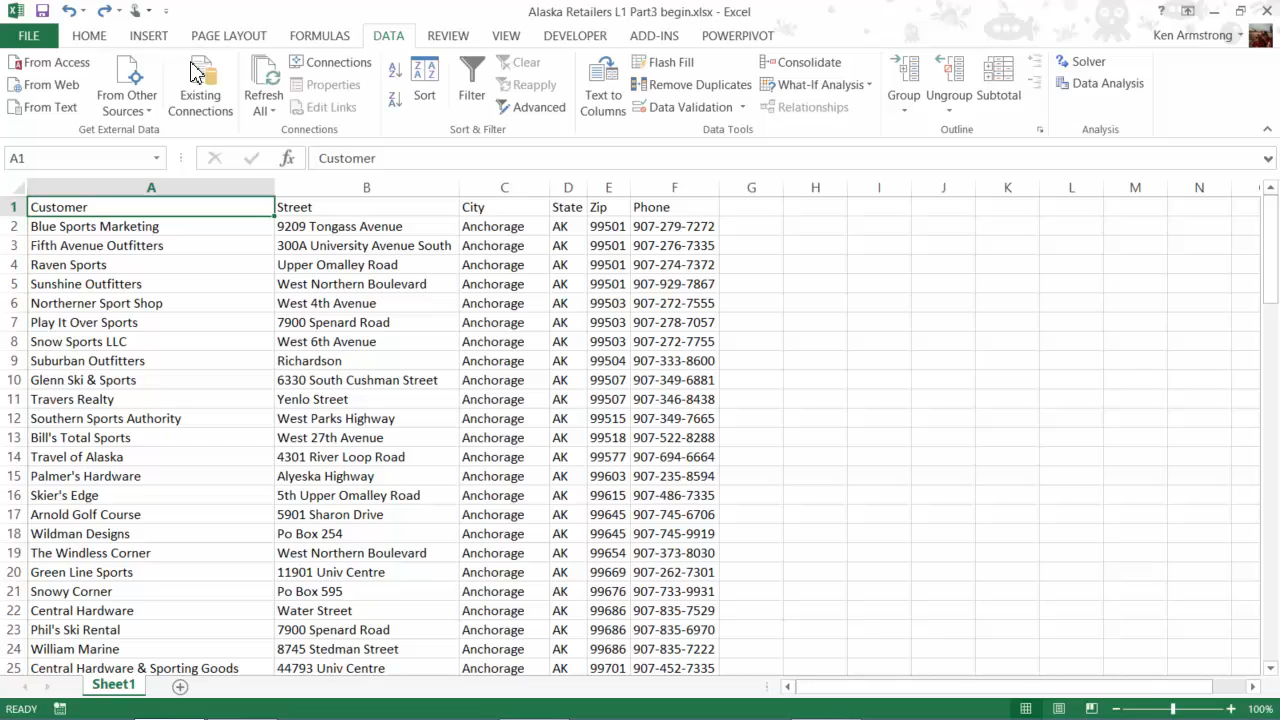 Alaska Retailers L1 Part3 begin.xlsx - Excel
?
FILE HOME INSERT PAGE LAYOUT FORMULAS DATA REVIEW VIEW DEVELOPER ADD-INS POWERPIVOT Ken Armstrong
From Access
From Web
From Text
From Other Sources
Existing Connections
Get External Data
Refresh All
Connections
Properties
Edit Links
Connections
Sort
Filter
Clear
Reapply
Advanced
Sort & Filter
Text to Columns
Flash Fill
Remove Duplicates
Data Validation
Consolidate
What-If Analysis
Relationships
Data Tools
Group
Ungroup
Subtotal
Outline
Solver
Data Analysis
Analysis
A1 fx Customer
A B C D E F G H I J K L M N
1 Customer Street City State Zip Phone
2 Blue Sports Marketing 9209 Tongass Avenue Anchorage AK 99501 907-279-7272
3 Fifth Avenue Outfitters 300A University Avenue South Anchorage AK 99501 907-276-7335
4 Raven Sports Upper Omalley Road Anchorage AK 99501 907-274-7372
5 Sunshine Outfitters West Northern Boulevard Anchorage AK 99501 907-929-7867
6 Northerner Sport Shop West 4th Avenue Anchorage AK 99503 907-272-7555
7 Play It Over Sports 7900 Spenard Road Anchorage AK 99503 907-278-7057
8 Snow Sports LLC West 6th Avenue Anchorage AK 99503 907-272-7755
9 Suburban Outfitters Richardson Anchorage AK 99504 907-333-8600
10 Glenn Ski & Sports 6330 South Cushman Street Anchorage AK 99507 907-349-6881
11 Travers Realty Yenlo Street Anchorage AK 99507 907-346-8438
12 Southern Sports Authority West Parks Highway Anchorage AK 99515 907-349-7665
13 Bill's Total Sports West 27th Avenue Anchorage AK 99518 907-522-8288
14 Travel of Alaska 4301 River Loop Road Anchorage AK 99577 907-694-6664
15 Palmer's Hardware Alyeska Highway Anchorage AK 99603 907-235-8594
16 Skier's Edge 5th Upper Omalley Road Anchorage AK 99615 907-486-7335
17 Arnold Golf Course 5901 Sharon Drive Anchorage AK 99645 907-745-6706
18 Wildman Designs Po Box 254 Anchorage AK 99645 907-745-9919
19 The Windless Corner West Northern Boulevard Anchorage AK 99654 907-373-8030
20 Green Line Sports 11901 Univ Centre Anchorage AK 99669 907-262-7301
21 Snowy Corner Po Box 595 Anchorage AK 99676 907-733-9931
22 Central Hardware Water Street Anchorage AK 99686 907-835-7529
23 Phil's Ski Rental 7900 Spenard Road Anchorage AK 99686 907-835-6970
24 William Marine 8745 Stedman Street Anchorage AK 99686 907-835-7222
25 Central Hardware & Sporting Goods 44793 Univ Centre Anchorage AK 99701 907-452-7335
Sheet1
READY 100%